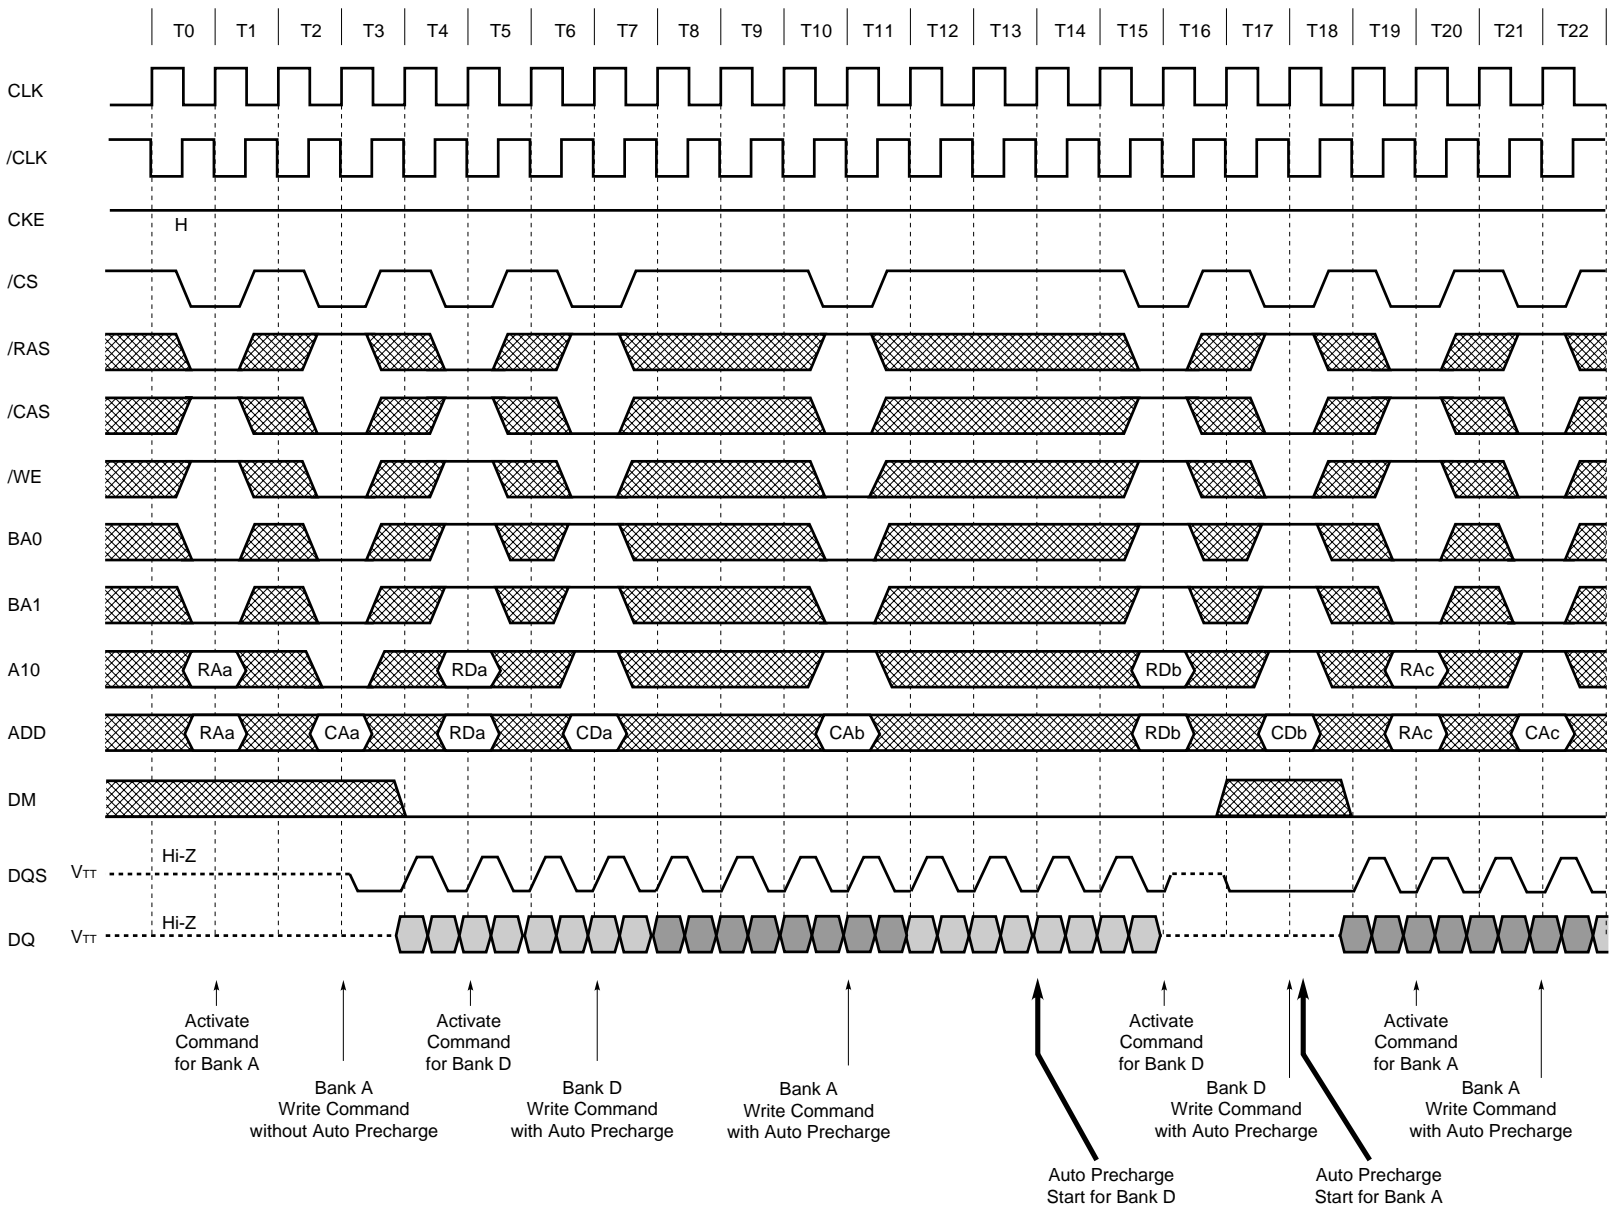 T0 T1 T2 T3 T4 T5 T6 T7 T8 T9 T10 T11 T12 T13 T14 T15 T16 T17 T18 T19 T20 T21 T22
CLK
/CLK
CKE
H
/CS
/RAS
/CAS
/WE
BA0
BA1
A10 RAa RDa RDb RAc
ADD RAa CAa RDa CDa CAb RDb CDb RAc CAc
DM
Hi-Z
DQS VTT
Hi-Z
DQ VTT
Activate
Command
for Bank A
Bank A
Write Command
without Auto Precharge
Activate
Command
for Bank D
Bank D
Write Command
with Auto Precharge
Bank A
Write Command
with Auto Precharge
Auto Precharge
Start for Bank D
Activate
Command
for Bank D
Bank D
Write Command
with Auto Precharge
Auto Precharge
Start for Bank A
Activate
Command
for Bank A
Bank A
Write Command
with Auto Precharge